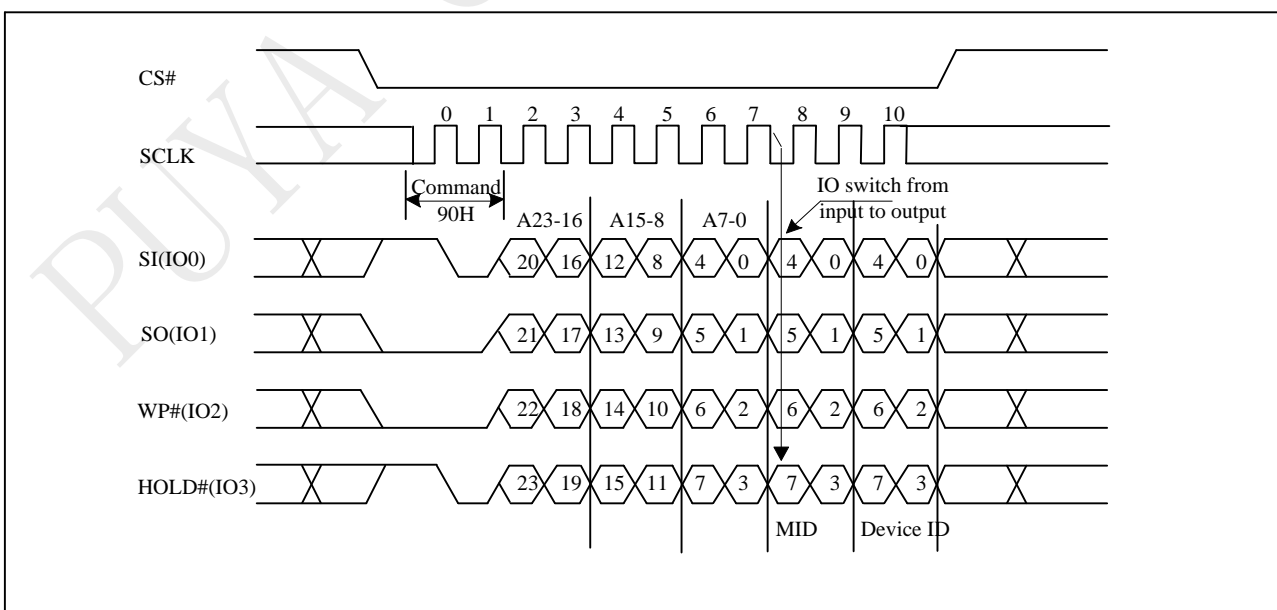 PUYA
CS#
0 1 2 3 4 5 6 7 8 9 10
SCLK
Command
90H
IO switch from
input to output
A23-16 A15-8 A7-0
SI(IO0) 20 16 12 8 4 0 4 0 4 0
SO(IO1) 21 17 13 9 5 1 5 1 5 1
WP#(IO2) 22 18 14 10 6 2 6 2 6 2
HOLD#(IO3) 23 19 15 11 7 3 7 3 7 3
MID Device ID